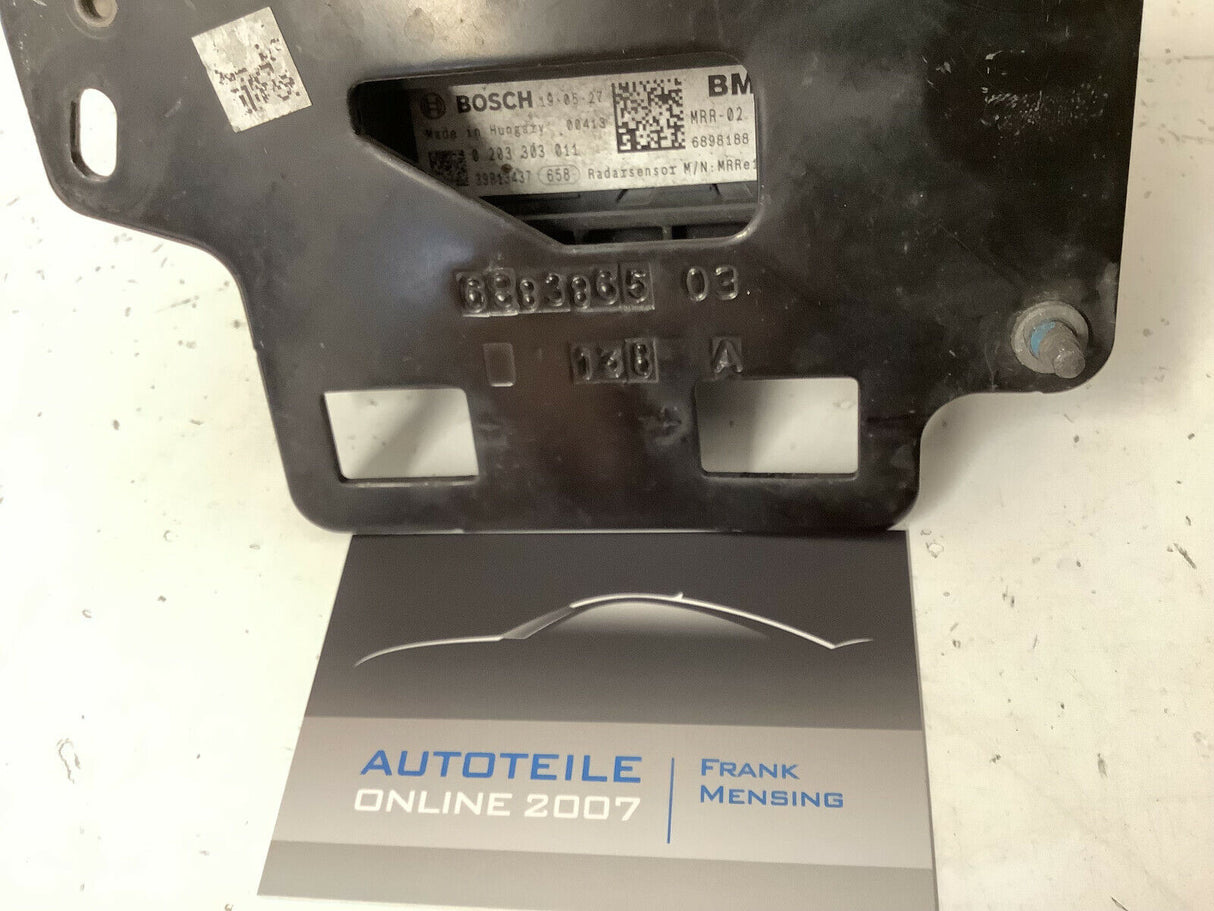 BOSCH 19-05-27 BM
Made in Hungary 00413 MRR-02
0 203 303 011 6898188
658 Radarsensor M/N:MRRe1
03
A
AUTOTEILE
ONLINE 2007
FRANK
MENSING